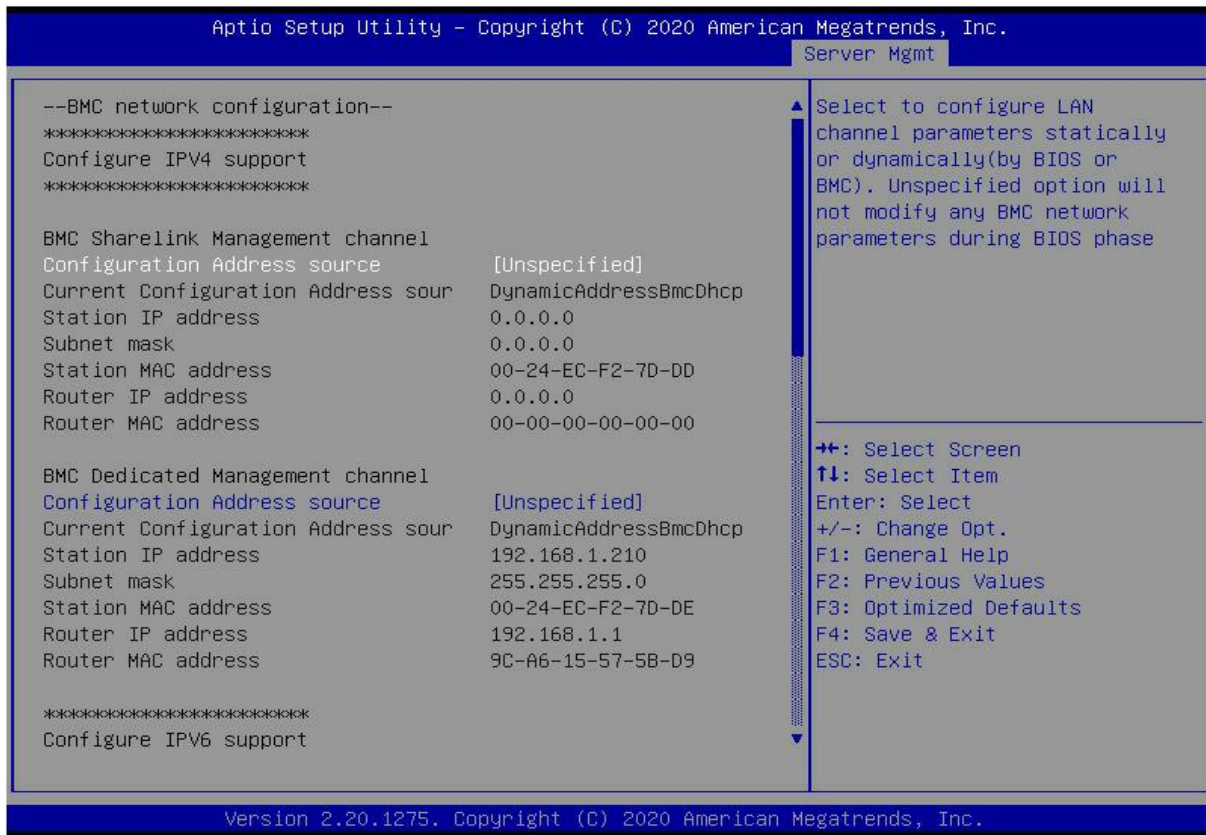 Aptio Setup Utility – Copyright (C) 2020 American Megatrends, Inc.
Server Mgmt
--BMC network configuration--
**********************
Configure IPV4 support
**********************
BMC Sharelink Management channel
Configuration Address source [Unspecified]
Current Configuration Address sour DynamicAddressBmcDhcp
Station IP address 0.0.0.0
Subnet mask 0.0.0.0
Station MAC address 00-24-EC-F2-7D-DD
Router IP address 0.0.0.0
Router MAC address 00-00-00-00-00-00
BMC Dedicated Management channel
Configuration Address source [Unspecified]
Current Configuration Address sour DynamicAddressBmcDhcp
Station IP address 192.168.1.210
Subnet mask 255.255.255.0
Station MAC address 00-24-EC-F2-7D-DE
Router IP address 192.168.1.1
Router MAC address 9C-A6-15-57-5B-D9
**********************
Configure IPV6 support
Select to configure LAN
channel parameters statically
or dynamically(by BIOS or
BMC). Unspecified option will
not modify any BMC network
parameters during BIOS phase
→←: Select Screen
↑↓: Select Item
Enter: Select
+/-: Change Opt.
F1: General Help
F2: Previous Values
F3: Optimized Defaults
F4: Save & Exit
ESC: Exit
Version 2.20.1275. Copyright (C) 2020 American Megatrends, Inc.